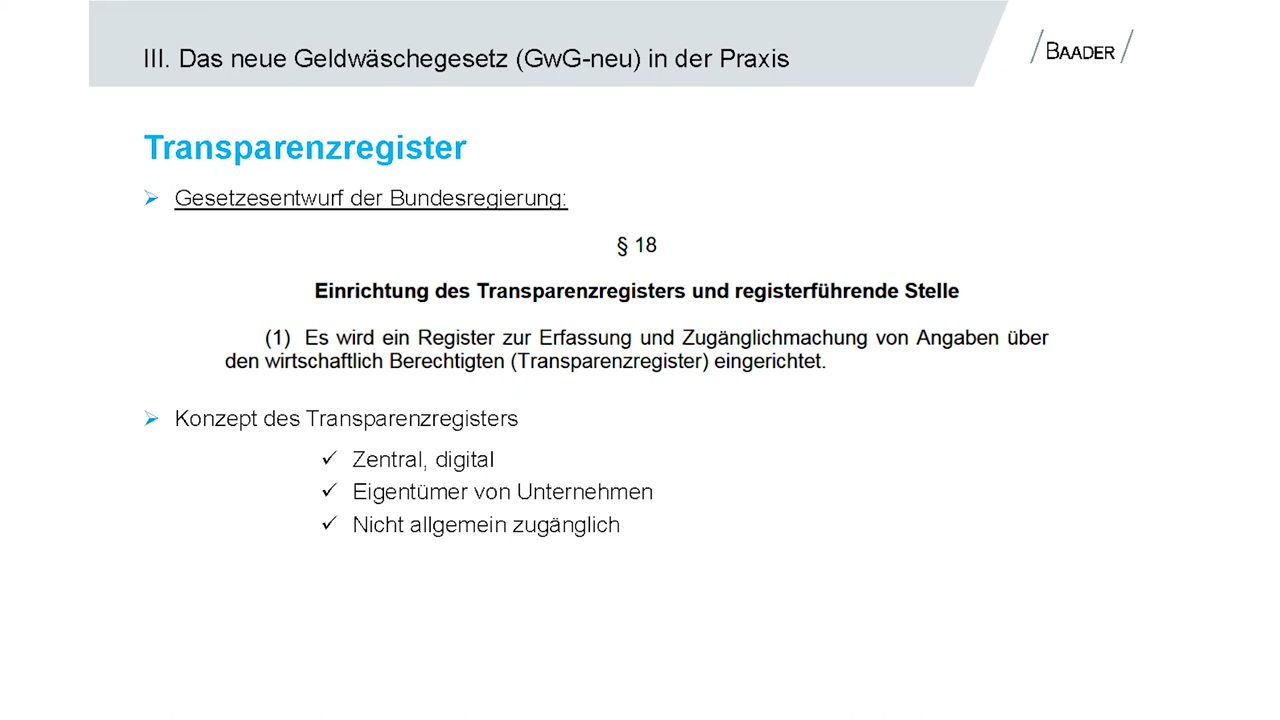 III. Das neue Geldwäschegesetz (GwG-neu) in der Praxis
/ BAADER /
Transparenzregister
Gesetzesentwurf der Bundesregierung:
§ 18
Einrichtung des Transparenzregisters und registerführende Stelle
(1) Es wird ein Register zur Erfassung und Zugänglichmachung von Angaben über
den wirtschaftlich Berechtigten (Transparenzregister) eingerichtet.
Konzept des Transparenzregisters
Zentral, digital
Eigentümer von Unternehmen
Nicht allgemein zugänglich